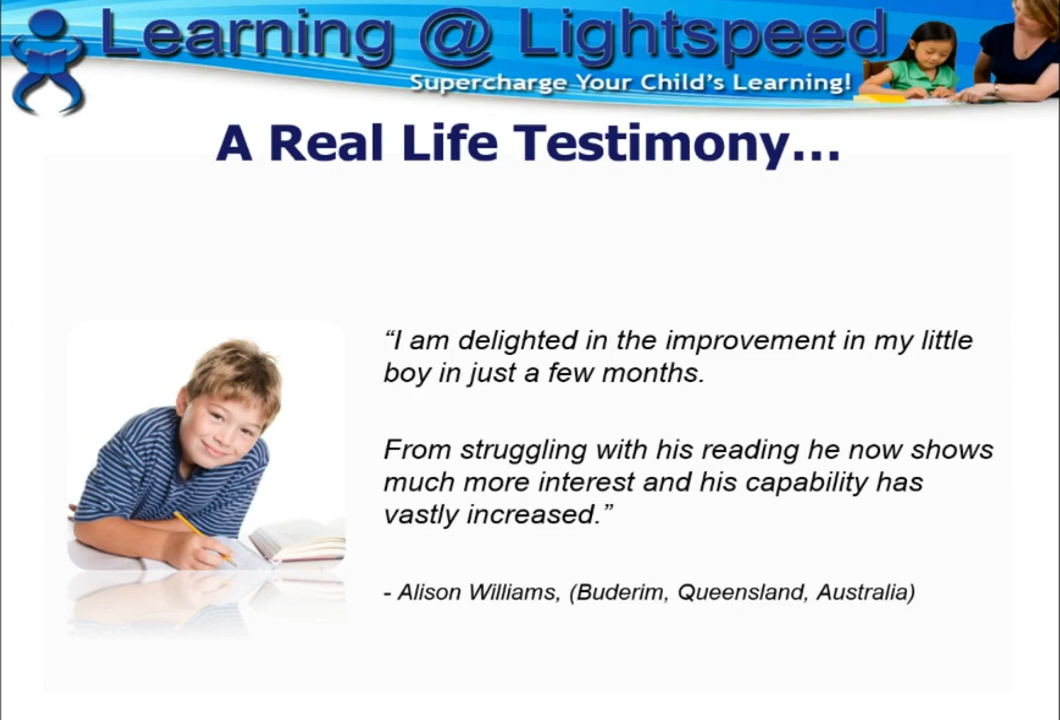 Learning @ Lightspeed
Supercharge Your Child's Learning!
A Real Life Testimony...
“I am delighted in the improvement in my little
boy in just a few months.
From struggling with his reading he now shows
much more interest and his capability has
vastly increased.”
- Alison Williams, (Buderim, Queensland, Australia)